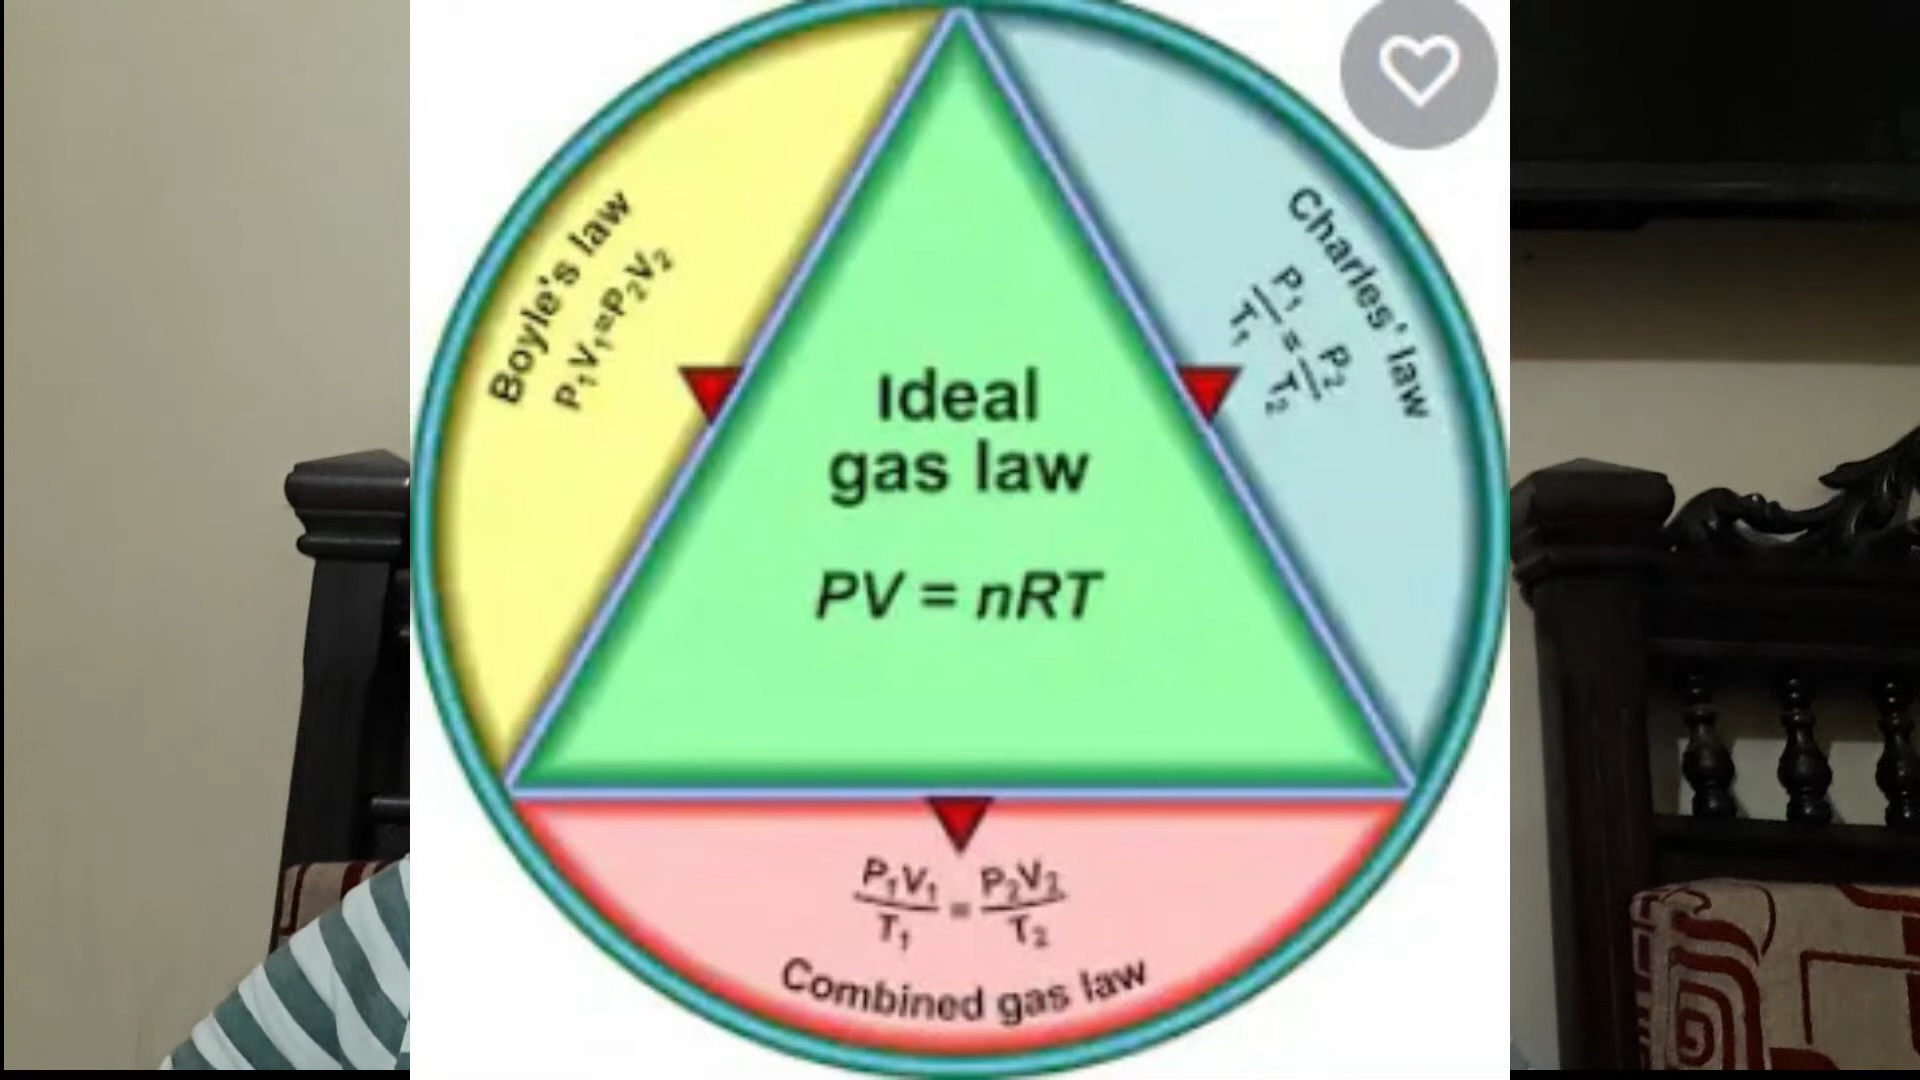 Boyle's law
P₁V₁=P₂V₂
Charles' law
P₁/T₁ = P₂/T₂
Ideal
gas law
PV = nRT
P₁V₁/T₁ = P₂V₂/T₂
Combined gas law